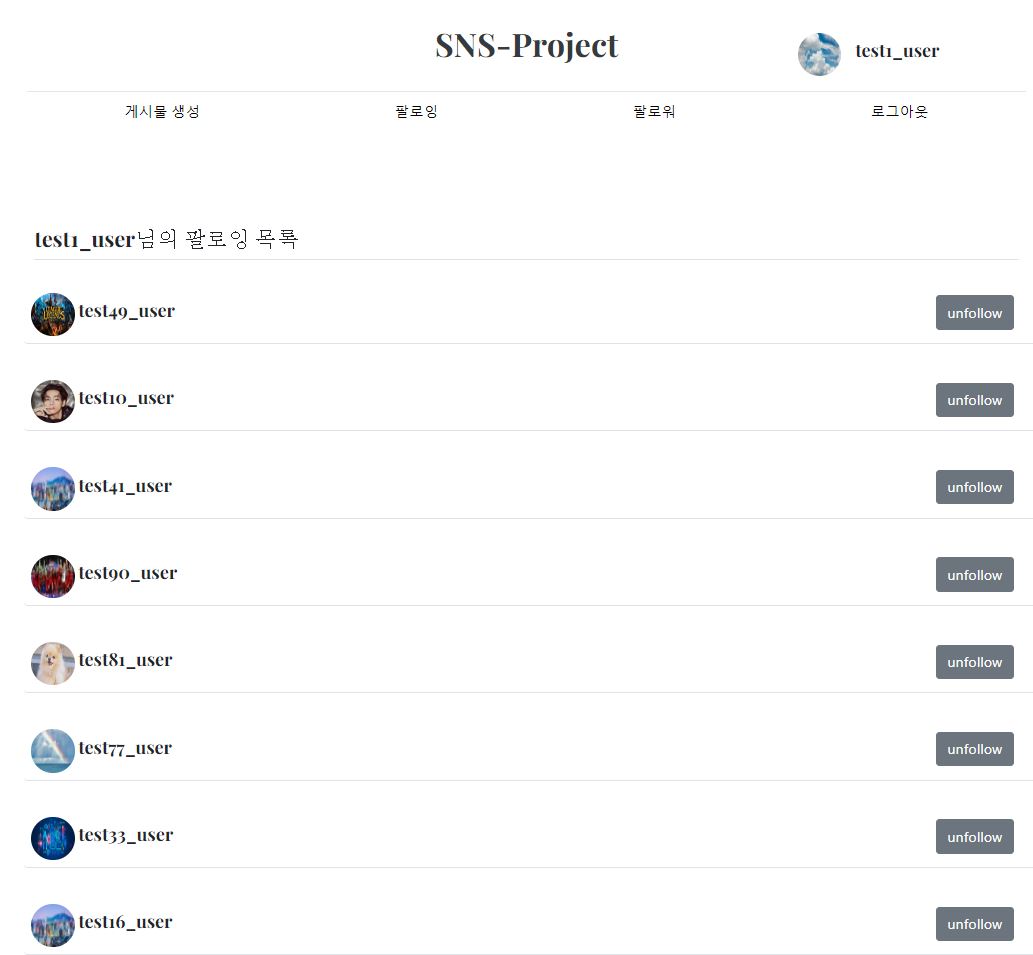 SNS-Project
test1_user
게시물 생성 팔로잉 팔로워 로그아웃
test1_user님의 팔로잉 목록
test49_user unfollow
test10_user unfollow
test41_user unfollow
test90_user unfollow
test81_user unfollow
test77_user unfollow
test33_user unfollow
test16_user unfollow